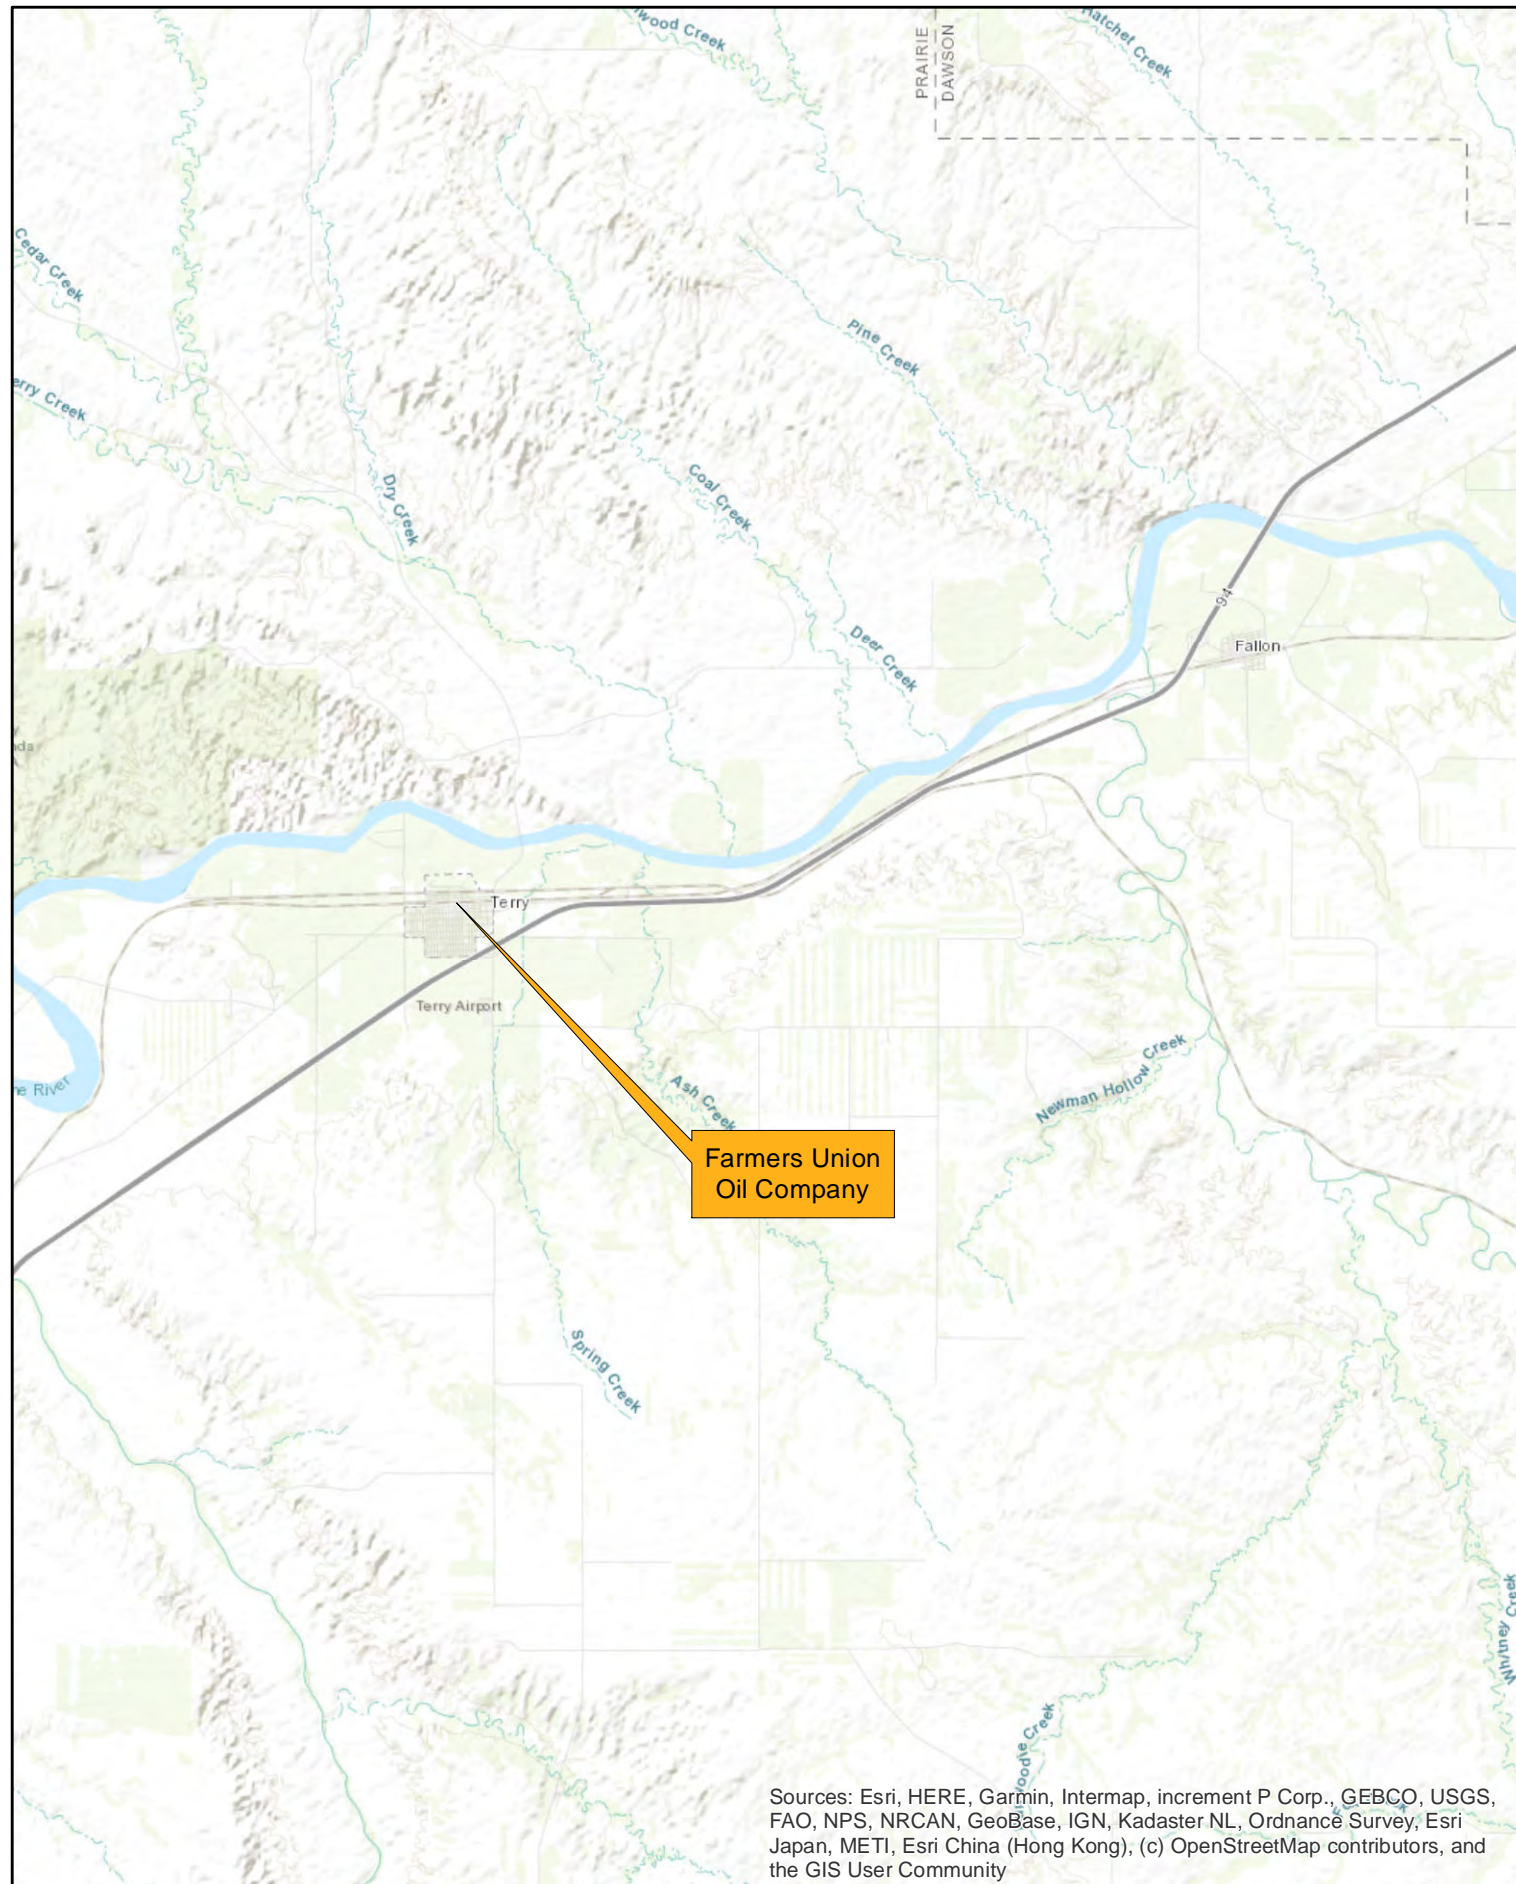 Hatchet Creek
PRAIRIE
DAWSON
Cedar Creek
Pine Creek
Creek
Dry Creek
Coal Creek
94
Deer Creek
Fallon
Terry
Terry Airport
River
Newman Hollow Creek
Ash Creek
Farmers Union
Oil Company
Spring Creek
Whitney Creek
Creek
Sources: Esri, HERE, Garmin, Intermap, increment P Corp., GEBCO, USGS,
FAO, NPS, NRCAN, GeoBase, IGN, Kadaster NL, Ordnance Survey, Esri
Japan, METI, Esri China (Hong Kong), (c) OpenStreetMap contributors, and
the GIS User Community